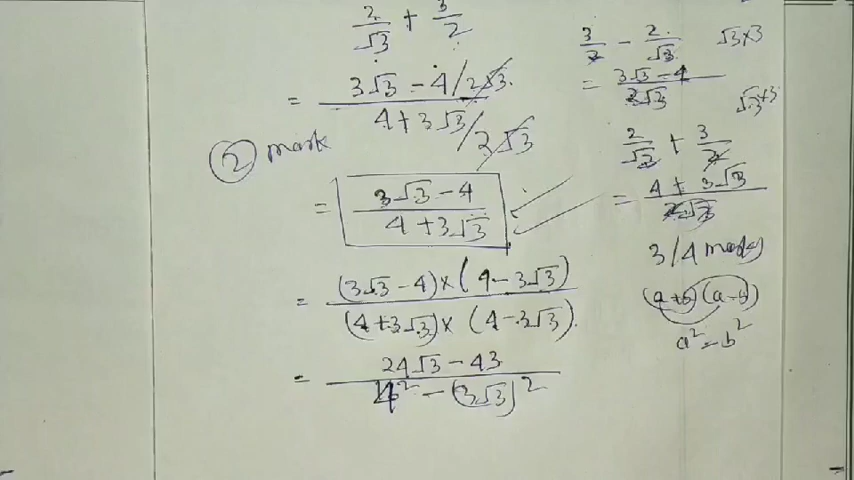 2/√3 + 3/2
= 3√3 - 4 / 2√3
4 + 3√3 / 2√3
② mark
= 3√3 - 4
4 + 3√3
= (3√3 - 4) × (4 - 3√3)
(4 + 3√3) × (4 - 3√3)
= 24√3 - 43
4² - (3√3)²
3/2 - 2/√3
√3×3
= 3√3 - 4
2√3
2/√3 + 3/2
= 4 + 3√3
2√3
3/4 marks
(a+b)(a-b)
a² - b²